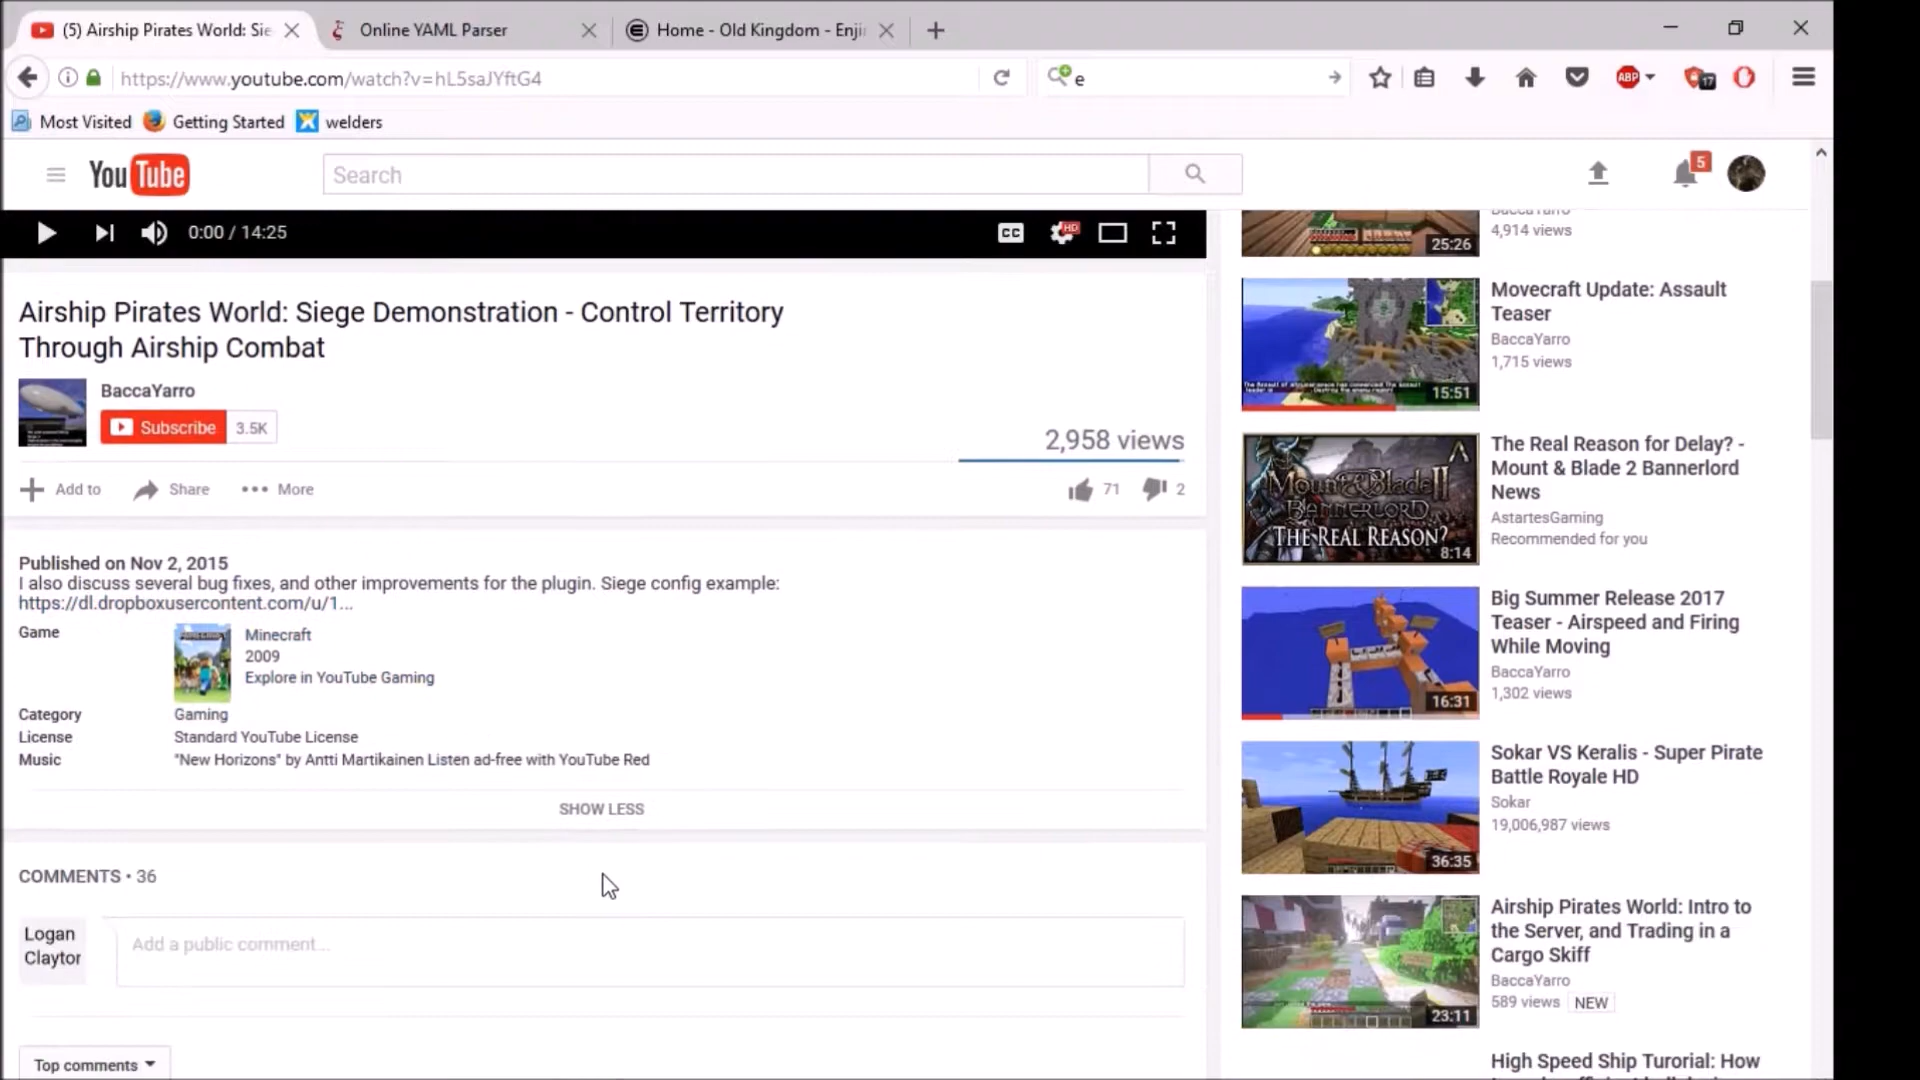 (5) Airship Pirates World: Sie
Online YAML Parser
Home - Old Kingdom - Enji
https://www.youtube.com/watch?v=hL5saJYftG4
e
ABP
17
Most Visited
Getting Started
welders
YouTube
Search
5
0:00 / 14:25
CC
HD
Airship Pirates World: Siege Demonstration - Control Territory
Through Airship Combat
BaccaYarro
Subscribe
3.5K
2,958 views
Add to
Share
More
71
2
Published on Nov 2, 2015
I also discuss several bug fixes, and other improvements for the plugin. Siege config example:
https://dl.dropboxusercontent.com/u/1...
Game
Minecraft
2009
Explore in YouTube Gaming
Category
Gaming
License
Standard YouTube License
Music
"New Horizons" by Antti Martikainen Listen ad-free with YouTube Red
SHOW LESS
COMMENTS • 36
Logan
Claytor
Add a public comment...
Top comments
BaccaYarro
4,914 views
25:26
Movecraft Update: Assault
Teaser
BaccaYarro
1,715 views
15:51
The Real Reason for Delay? -
Mount & Blade 2 Bannerlord
News
AstartesGaming
Recommended for you
Mount & Blade II
BANNERLORD
THE REAL REASON?
8:14
Big Summer Release 2017
Teaser - Airspeed and Firing
While Moving
BaccaYarro
1,302 views
16:31
Sokar VS Keralis - Super Pirate
Battle Royale HD
Sokar
19,006,987 views
36:35
Airship Pirates World: Intro to
the Server, and Trading in a
Cargo Skiff
BaccaYarro
589 views NEW
23:11
High Speed Ship Turorial: How